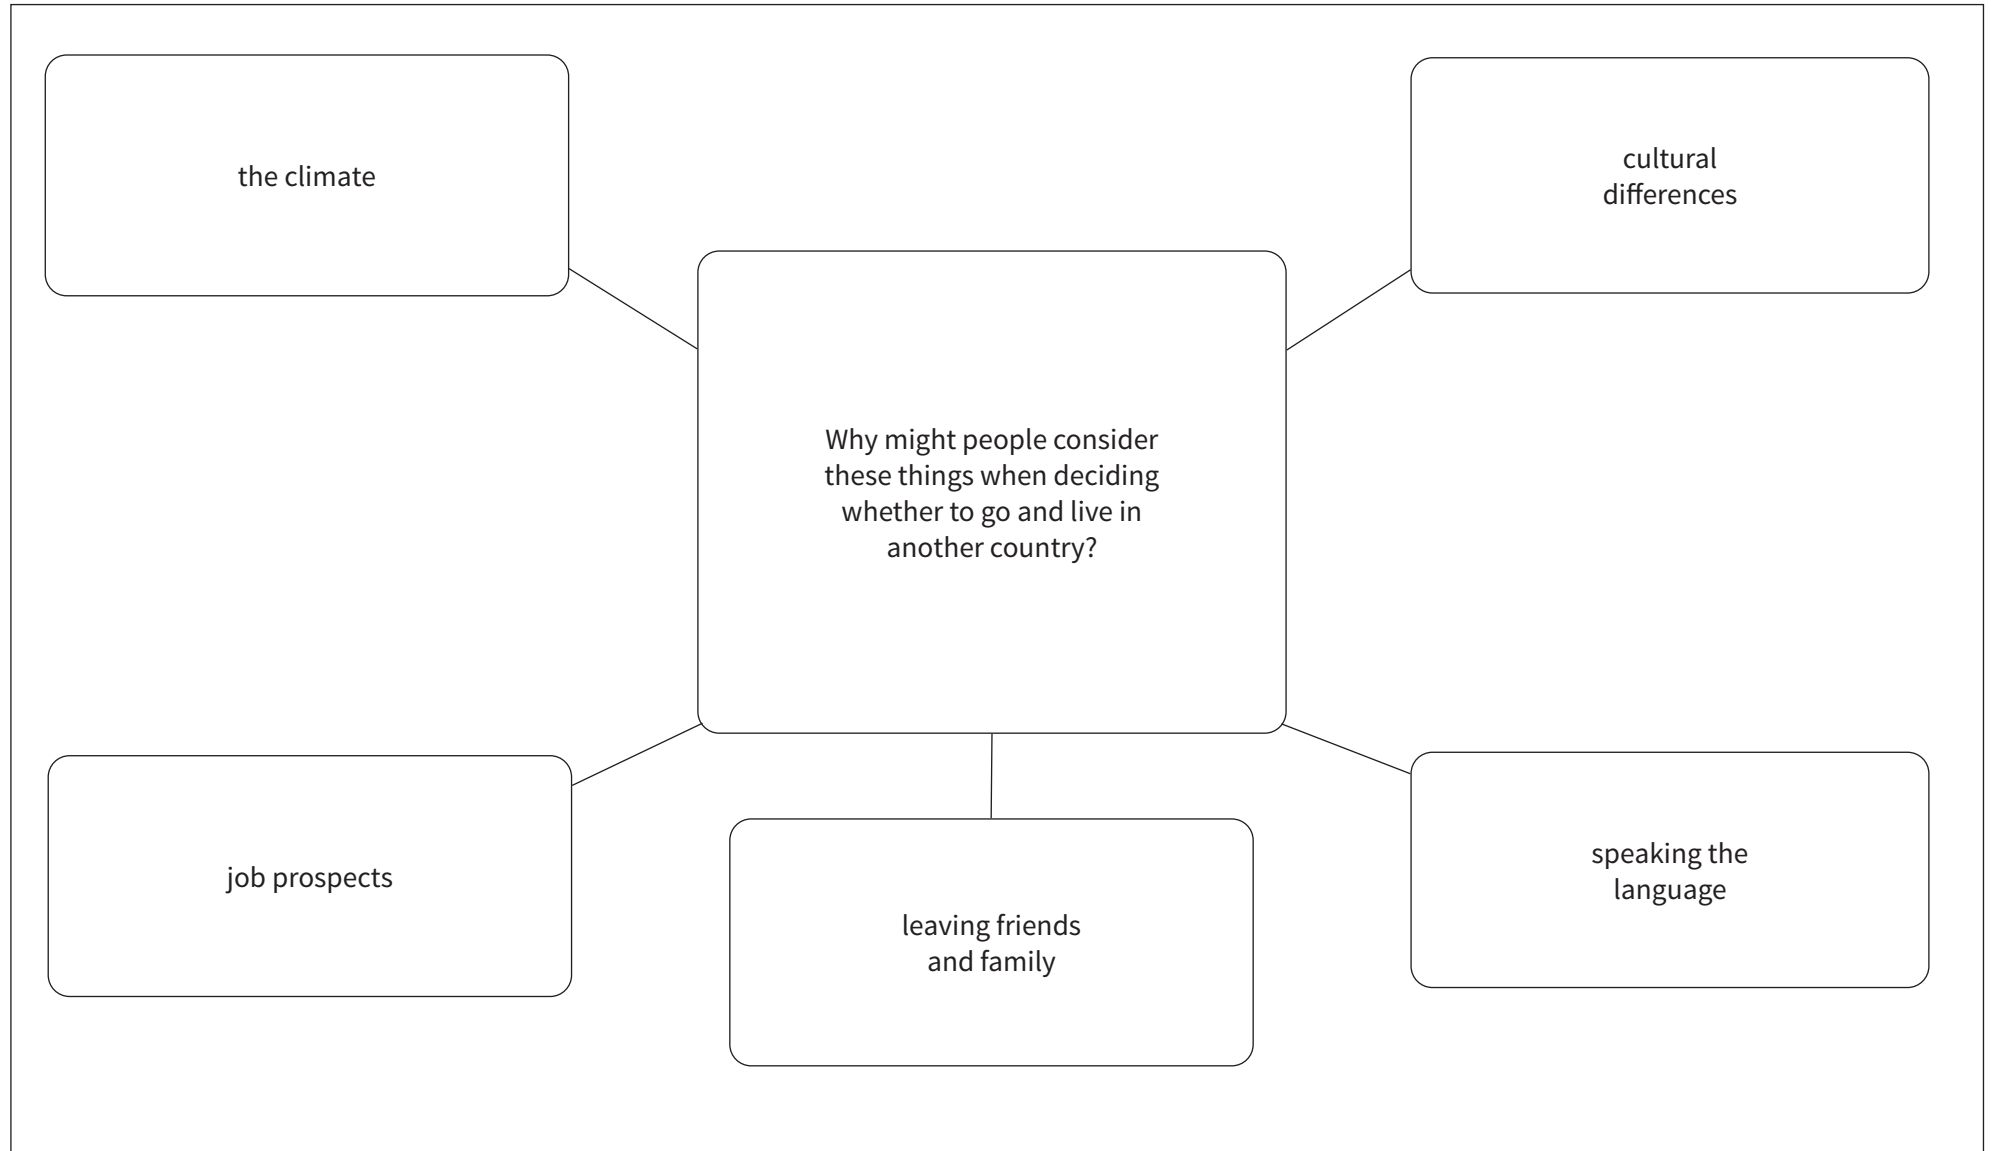 the climate
cultural
differences
Why might people consider
these things when deciding
whether to go and live in
another country?
job prospects
leaving friends
and family
speaking the
language